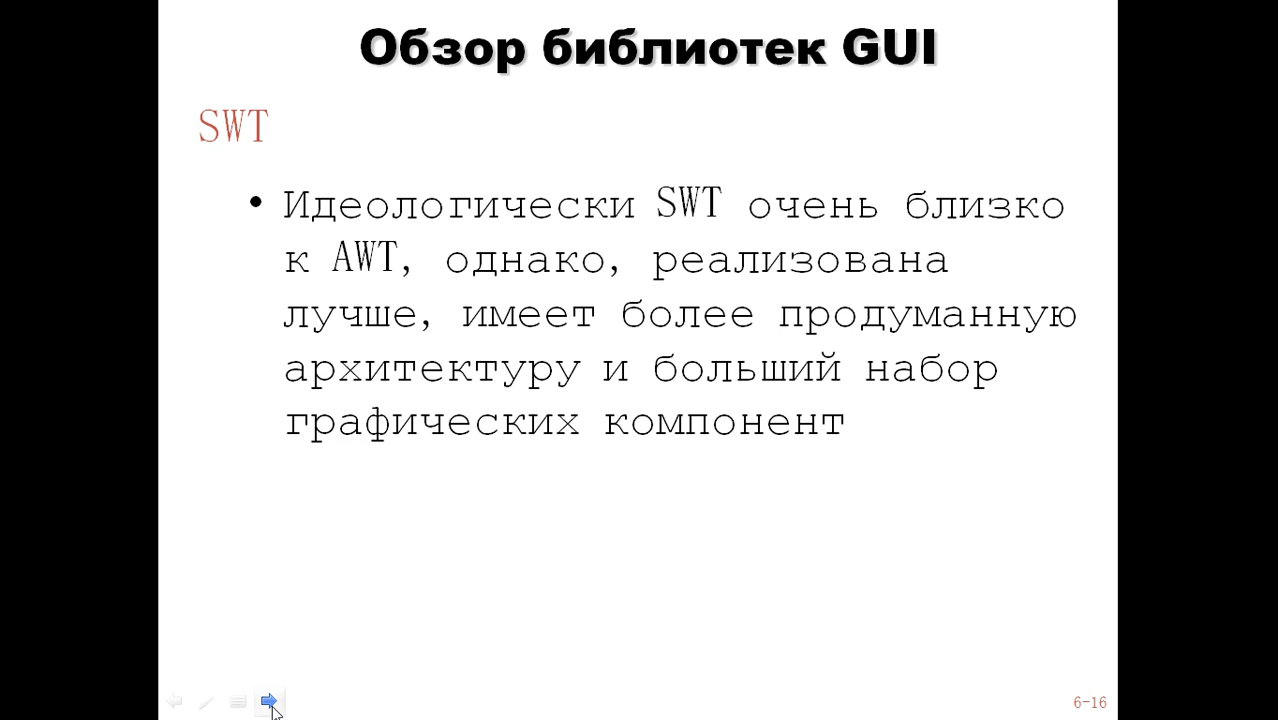 Обзор библиотек GUI
SWT
• Идеологически SWT очень близко
к AWT, однако, реализована
лучше, имеет более продуманную
архитектуру и больший набор
графических компонент
6-16